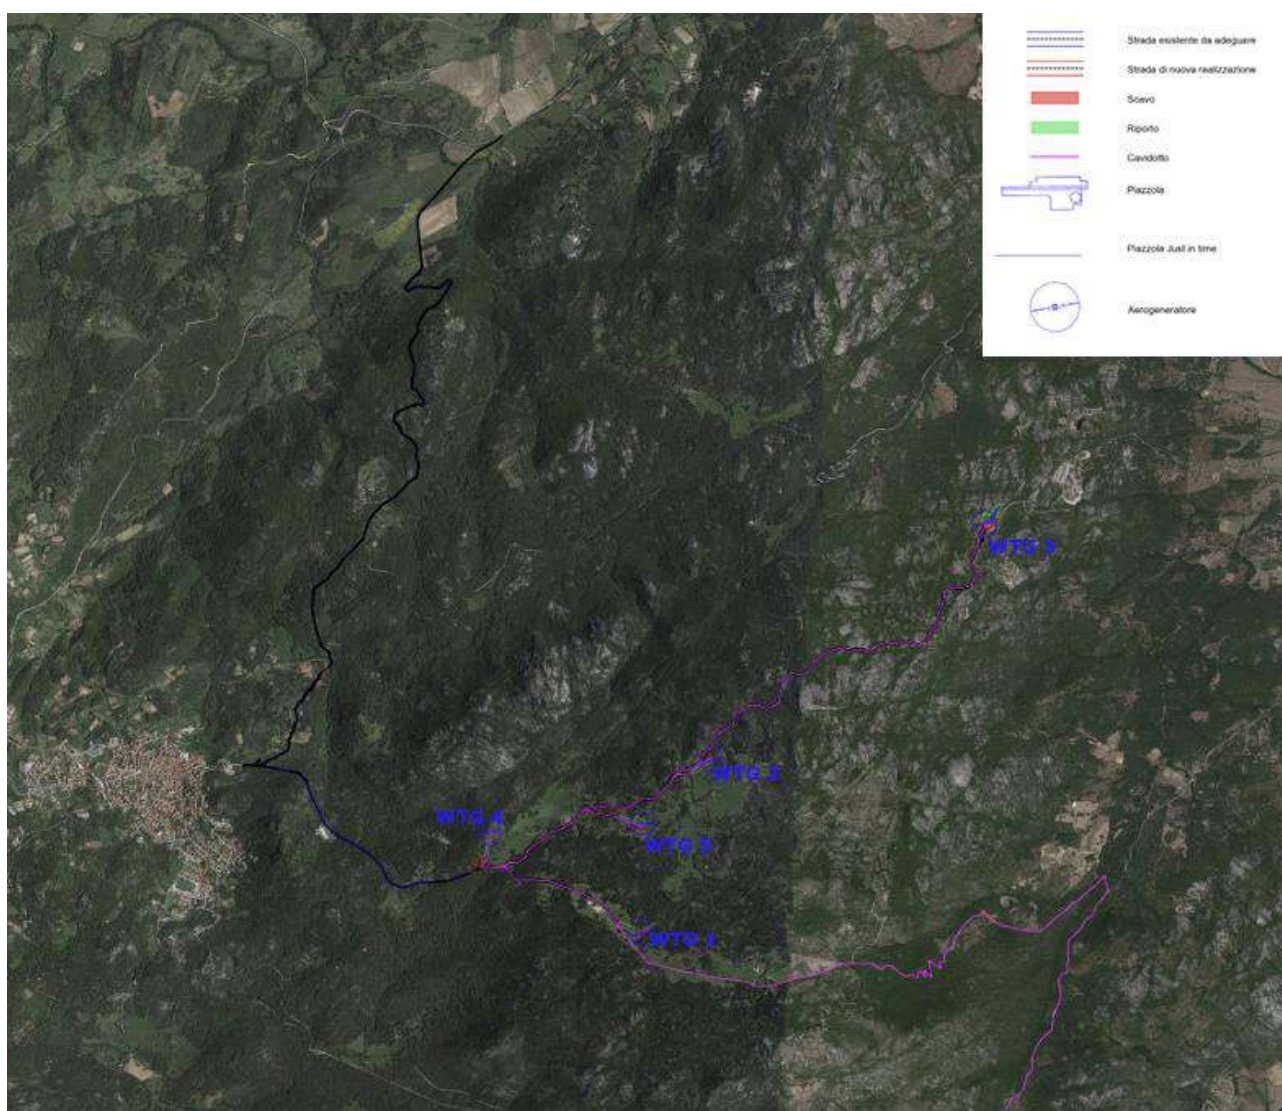 Strada esistente da adeguare
Strada di nuova realizzazione
Scavo
Riporto
Cavidotto
Piazzola
Piazzola Just in time
Aerogeneratore
WTG 3
WTG 2
WTG 4
WTG 5
WTG 1